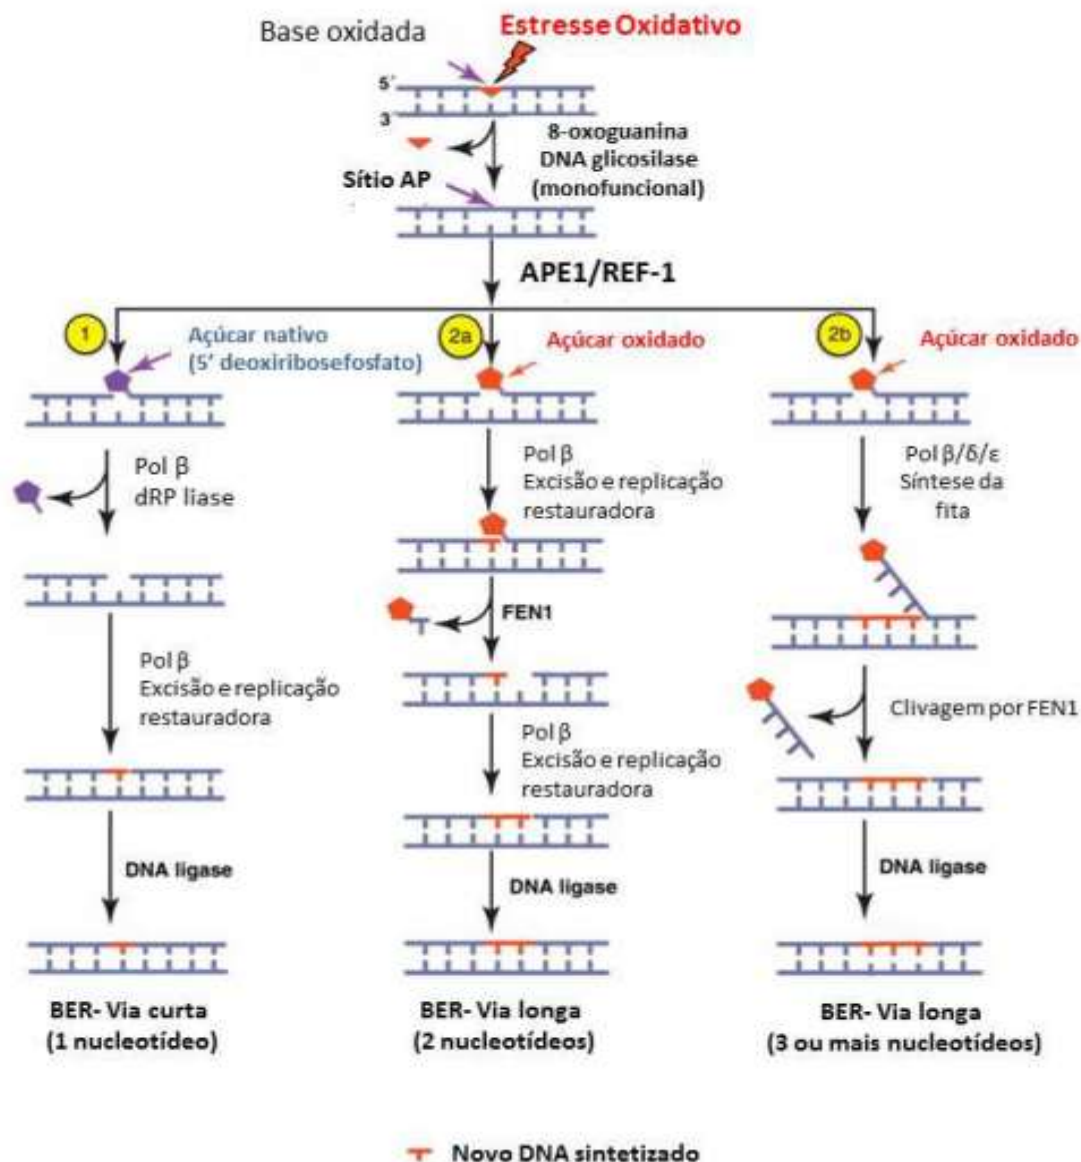 Base oxidada
Estresse Oxidativo
5´
3
8-oxoguanina
DNA glicosilase
(monofuncional)
Sítio AP
APE1/REF-1
1
Açúcar nativo
(5’ deoxiribosefosfato)
2a
Açúcar oxidado
2b
Açúcar oxidado
Pol β
dRP liase
Pol β
Excisão e replicação
restauradora
Pol β/δ/ε
Síntese da
fita
FEN1
Pol β
Excisão e replicação
restauradora
Pol β
Excisão e replicação
restauradora
Clivagem por FEN1
DNA ligase
DNA ligase
DNA ligase
BER- Via curta
(1 nucleotídeo)
BER- Via longa
(2 nucleotídeos)
BER- Via longa
(3 ou mais nucleotídeos)
Novo DNA sintetizado